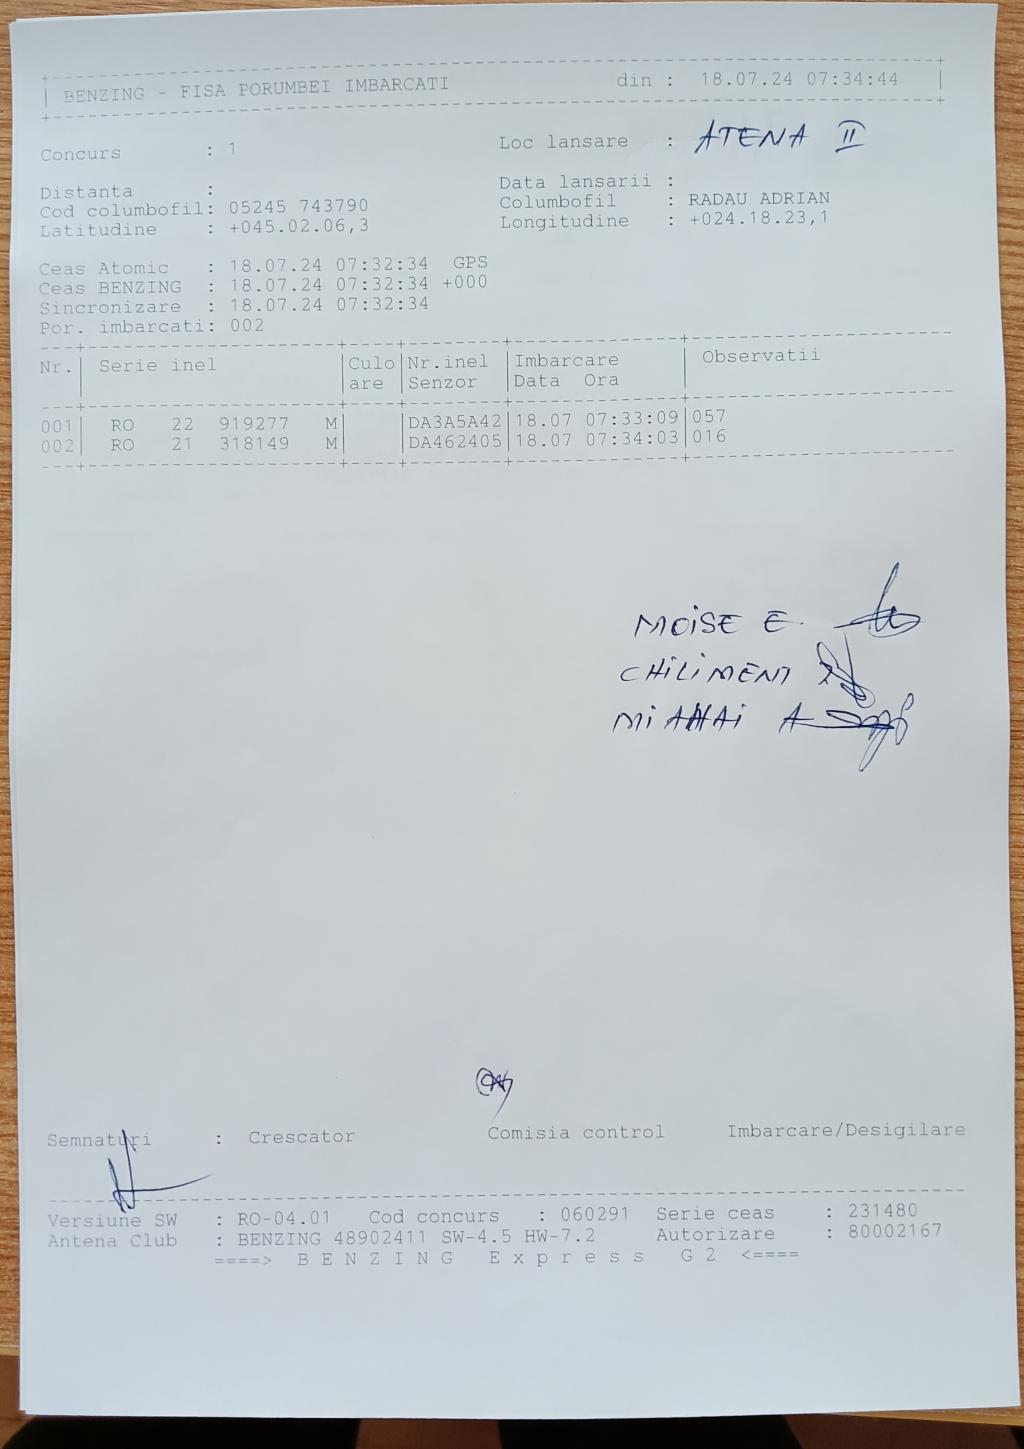 BENZING - FISA PORUMBEI IMBARCATI din : 18.07.24 07:34:44
Concurs : 1 Loc lansare : ATENA II
Distanta : Data lansarii :
Cod columbofil: 05245 743790 Columbofil : RADAU ADRIAN
Latitudine : +045.02.06,3 Longitudine : +024.18.23,1
Ceas Atomic : 18.07.24 07:32:34 GPS
Ceas BENZING : 18.07.24 07:32:34 +000
Sincronizare : 18.07.24 07:32:34
Por. imbarcati: 002
Nr.| Serie inel |Culo|Nr.inel |Imbarcare | Observatii
|are |Senzor |Data Ora |
001| RO 22 919277 M| |DA3A5A42|18.07 07:33:09|057
002| RO 21 318149 M| |DA462405|18.07 07:34:03|016
MOISE E.
CHILIMENT
MIAHAI A
Semnaturi : Crescator Comisia control Imbarcare/Desigilare
Versiune SW : RO-04.01 Cod concurs : 060291 Serie ceas : 231480
Antena Club : BENZING 48902411 SW-4.5 HW-7.2 Autorizare : 80002167
====> B E N Z I N G E x p r e s s G 2 <====